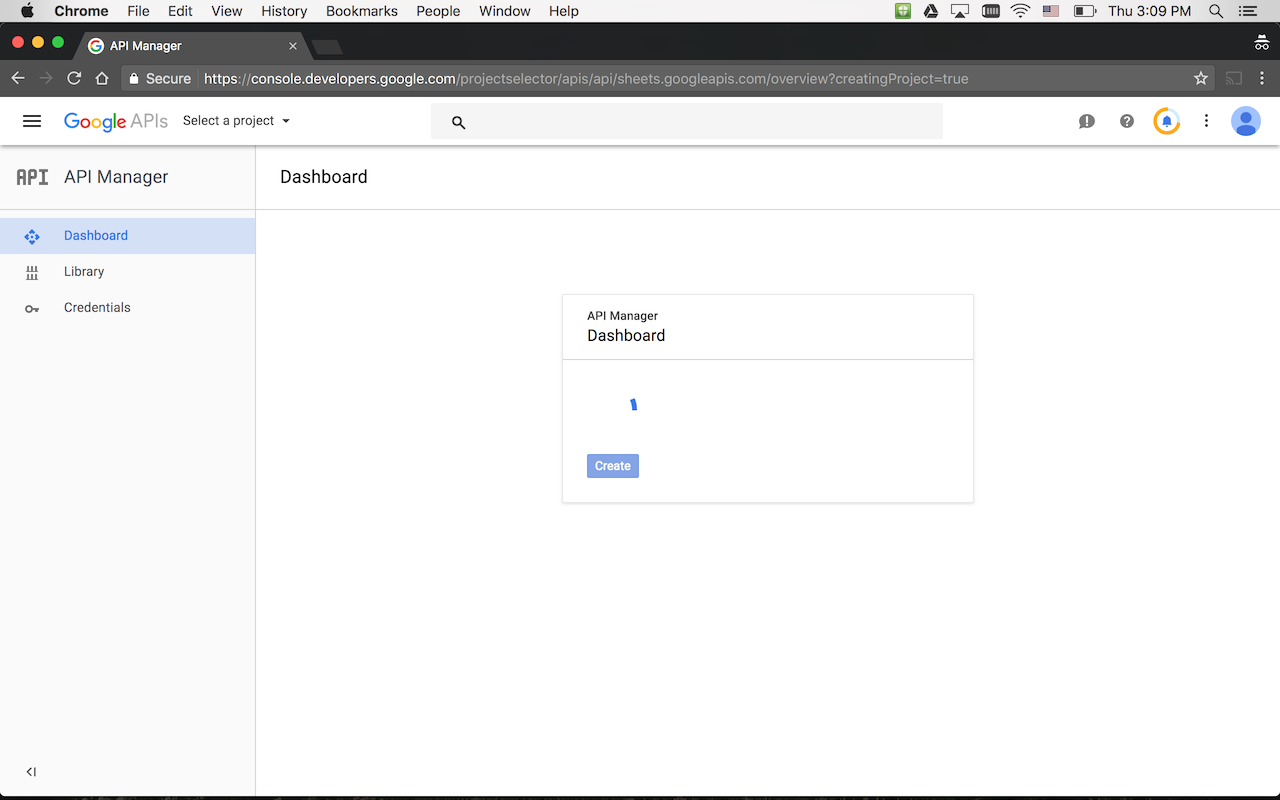 Chrome File Edit View History Bookmarks People Window Help Thu 3:09 PM
API Manager
Secure https://console.developers.google.com/projectselector/apis/api/sheets.googleapis.com/overview?creatingProject=true
Google APIs Select a project
API API Manager
Dashboard
Dashboard
Library
Credentials
API Manager
Dashboard
Create